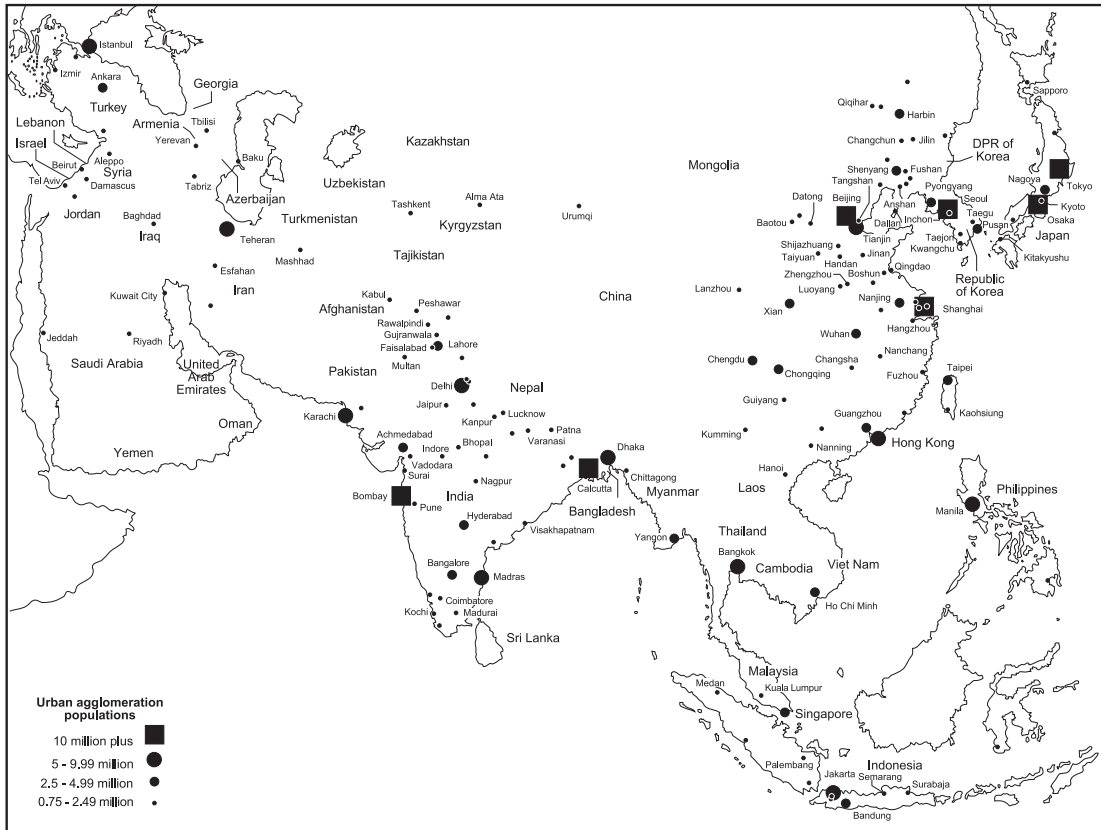 Istanbul
Izmir
Ankara
Turkey
Georgia
Lebanon
Armenia
Tbilisi
Israel
Yerevan
Beirut
Aleppo
Syria
Baku
Tel Aviv
Damascus
Tabriz
Azerbaijan
Jordan
Baghdad
Iraq
Teheran
Turkmenistan
Mashhad
Esfahan
Iran
Kuwait City
Jeddah
Riyadh
Saudi Arabia
United
Arab
Emirates
Oman
Yemen
Kazakhstan
Uzbekistan
Tashkent
Alma Ata
Kyrgyzstan
Tajikistan
Urumqi
Kabul
Afghanistan
Peshawar
Rawalpindi
Gujranwala
Faisalabad
Lahore
Multan
Pakistan
Delhi
Nepal
Jaipur
Lucknow
Kanpur
Karachi
Patna
Varanasi
Achmedabad
Indore
Bhopal
Vadodara
Surai
Nagpur
India
Bombay
Pune
Hyderabad
Visakhapatnam
Bangalore
Madras
Coimbatore
Kochi
Madurai
Sri Lanka
Dhaka
Calcutta
Chittagong
Bangladesh
Myanmar
Yangon
Mongolia
China
Qiqihar
Harbin
Changchun
Jilin
DPR of
Korea
Shenyang
Fushan
Tangshan
Pyongyang
Datong
Beijing
Anshan
Seoul
Baotou
Dallan
Inchon
Taegu
Tianjin
Pusan
Shijazhuang
Taejon
Taiyuan
Jinan
Kwangchu
Handan
Zhengzhou
Boshun
Qingdao
Republic
of Korea
Lanzhou
Luoyang
Xian
Nanjing
Shanghai
Hangzhou
Wuhan
Chengdu
Changsha
Nanchang
Chongqing
Fuzhou
Taipei
Guiyang
Guangzhou
Kaohsiung
Kumming
Nanning
Hong Kong
Sapporo
Nagoya
Tokyo
Kyoto
Osaka
Japan
Kitakyushu
Hanoi
Laos
Thailand
Bangkok
Cambodia
Viet Nam
Ho Chi Minh
Philippines
Manila
Malaysia
Medan
Kuala Lumpur
Singapore
Palembang
Indonesia
Jakarta
Semarang
Surabaja
Bandung
Urban agglomeration
populations
10 million plus
5 - 9.99 million
2.5 - 4.99 million
0.75 - 2.49 million